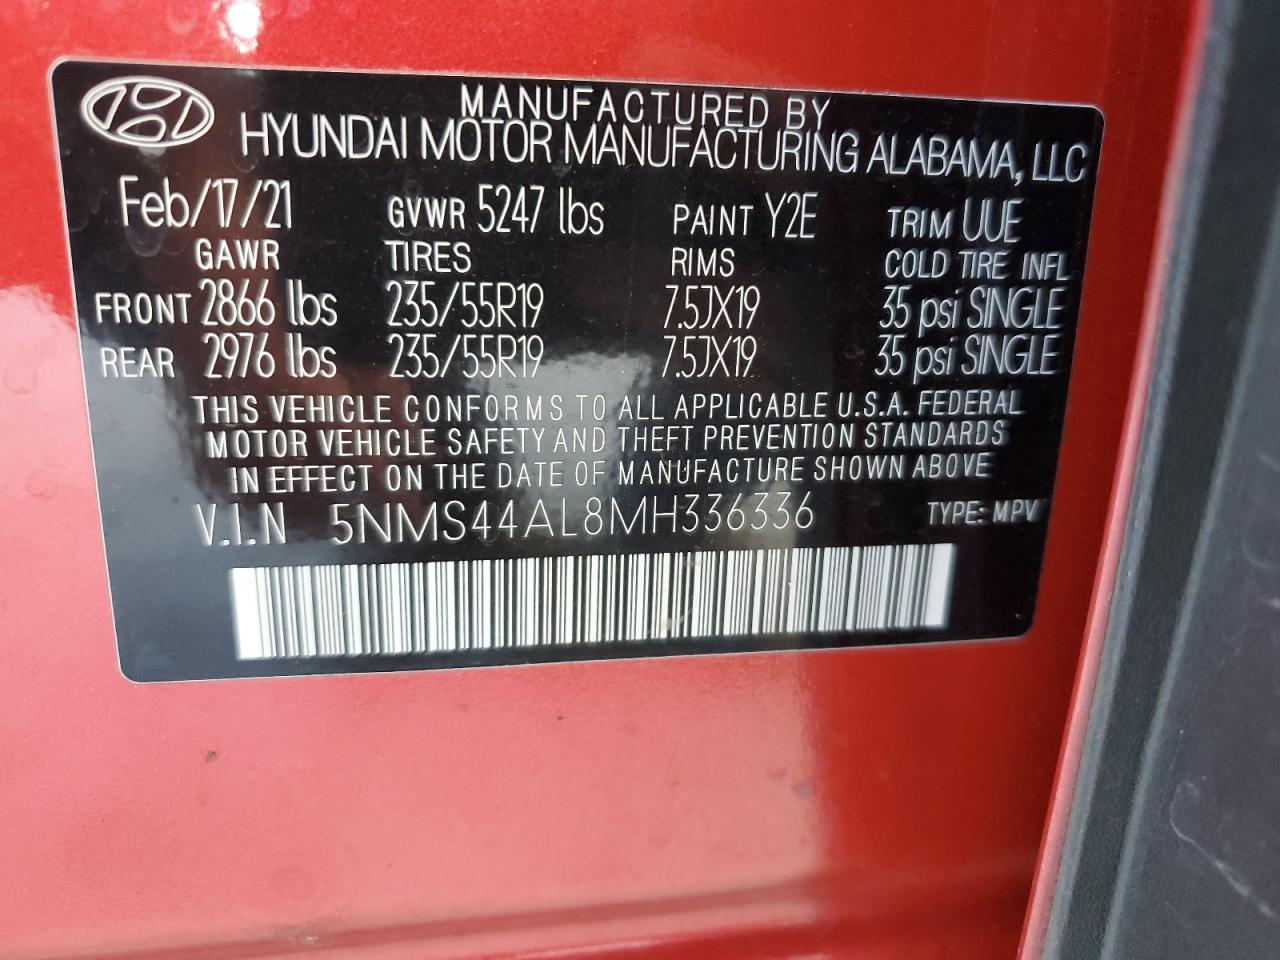 MANUFACTURED BY
HYUNDAI MOTOR MANUFACTURING ALABAMA, LLC
Feb/17/21 GVWR 5247 lbs PAINT Y2E TRIM UUE
GAWR TIRES RIMS COLD TIRE INFL
FRONT 2866 lbs 235/55R19 7.5JX19 35 psi SINGLE
REAR 2976 lbs 235/55R19 7.5JX19 35 psi SINGLE
THIS VEHICLE CONFORMS TO ALL APPLICABLE U.S.A. FEDERAL
MOTOR VEHICLE SAFETY AND THEFT PREVENTION STANDARDS
IN EFFECT ON THE DATE OF MANUFACTURE SHOWN ABOVE
V.I.N 5NMS44AL8MH336336 TYPE: MPV